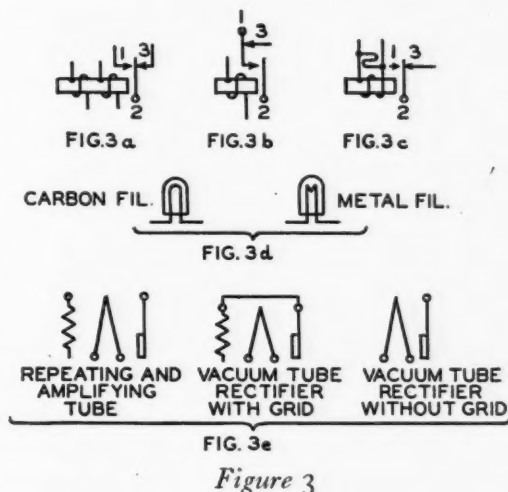 1 3
2
FIG.3a
1
3
2
FIG.3b
1 3
2
FIG.3c
CARBON FIL.
METAL FIL.
FIG. 3d
REPEATING AND
AMPLIFYING
TUBE
VACUUM TUBE
RECTIFIER
WITH GRID
VACUUM TUBE
RECTIFIER
WITHOUT GRID
FIG. 3e
Figure 3